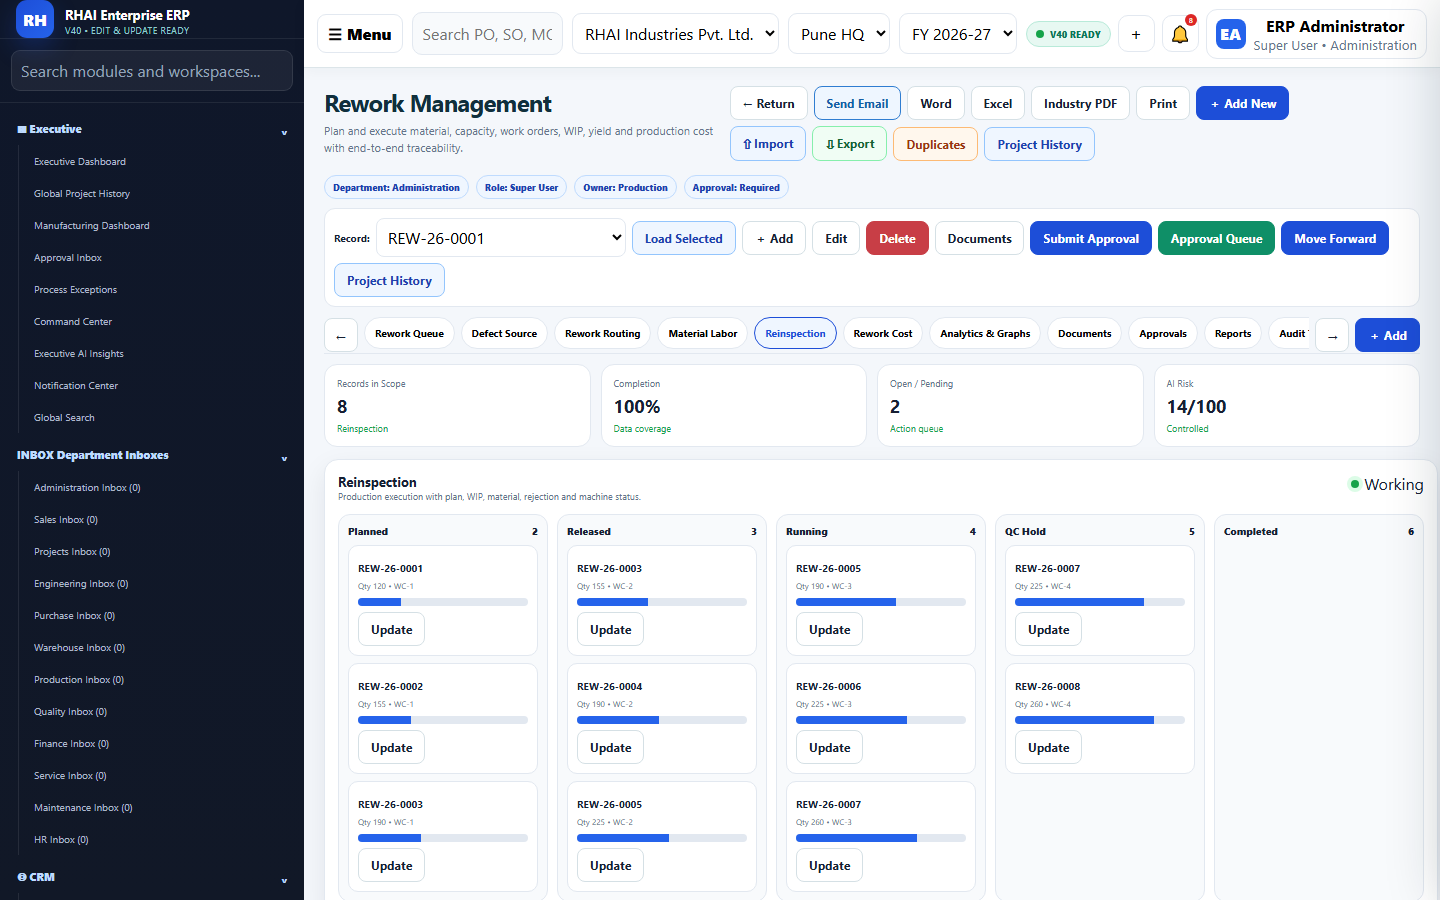 RH
RHAI Enterprise ERP
V40 • EDIT & UPDATE READY
Search modules and workspaces...
Executive
Executive Dashboard
Global Project History
Manufacturing Dashboard
Approval Inbox
Process Exceptions
Command Center
Executive AI Insights
Notification Center
Global Search
INBOX Department Inboxes
Administration Inbox (0)
Sales Inbox (0)
Projects Inbox (0)
Engineering Inbox (0)
Purchase Inbox (0)
Warehouse Inbox (0)
Production Inbox (0)
Quality Inbox (0)
Finance Inbox (0)
Service Inbox (0)
Maintenance Inbox (0)
HR Inbox (0)
CRM
☰ Menu
Search PO, SO, MC
RHAI Industries Pvt. Ltd.
Pune HQ
FY 2026-27
V40 READY
+
8
EA
ERP Administrator
Super User • Administration
Rework Management
Plan and execute material, capacity, work orders, WIP, yield and production cost
with end-to-end traceability.
← Return
Send Email
Word
Excel
Industry PDF
Print
+ Add New
⇧ Import
⇩ Export
Duplicates
Project History
Department: Administration
Role: Super User
Owner: Production
Approval: Required
Record:
REW-26-0001
Load Selected
+ Add
Edit
Delete
Documents
Submit Approval
Approval Queue
Move Forward
Project History
←
Rework Queue
Defect Source
Rework Routing
Material Labor
Reinspection
Rework Cost
Analytics & Graphs
Documents
Approvals
Reports
Audit
→
+ Add
Records in Scope
8
Reinspection
Completion
100%
Data coverage
Open / Pending
2
Action queue
AI Risk
14/100
Controlled
Reinspection
Production execution with plan, WIP, material, rejection and machine status.
Working
Planned 2
REW-26-0001
Qty 120 • WC-1
Update
REW-26-0002
Qty 155 • WC-1
Update
REW-26-0003
Qty 190 • WC-1
Update
Released 3
REW-26-0003
Qty 155 • WC-2
Update
REW-26-0004
Qty 190 • WC-2
Update
REW-26-0005
Qty 225 • WC-2
Update
Running 4
REW-26-0005
Qty 190 • WC-3
Update
REW-26-0006
Qty 225 • WC-3
Update
REW-26-0007
Qty 260 • WC-3
Update
QC Hold 5
REW-26-0007
Qty 225 • WC-4
Update
REW-26-0008
Qty 260 • WC-4
Update
Completed 6